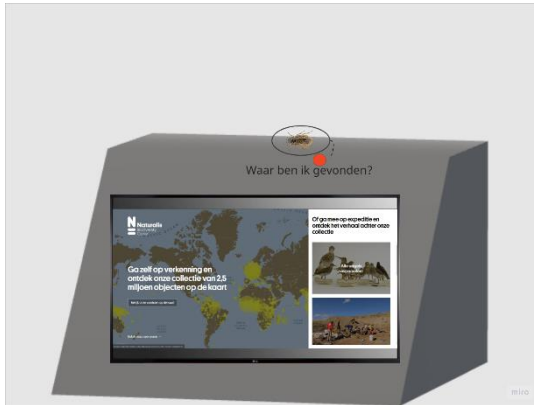 Waar ben ik gevonden?
Naturalis
Ga zelf op verkenning en
ontdek onze collectie van 2,5
miljoen objecten op de kaart
Of ga mee op expeditie en
ontdek het verhaal achter onze
collectie
miro